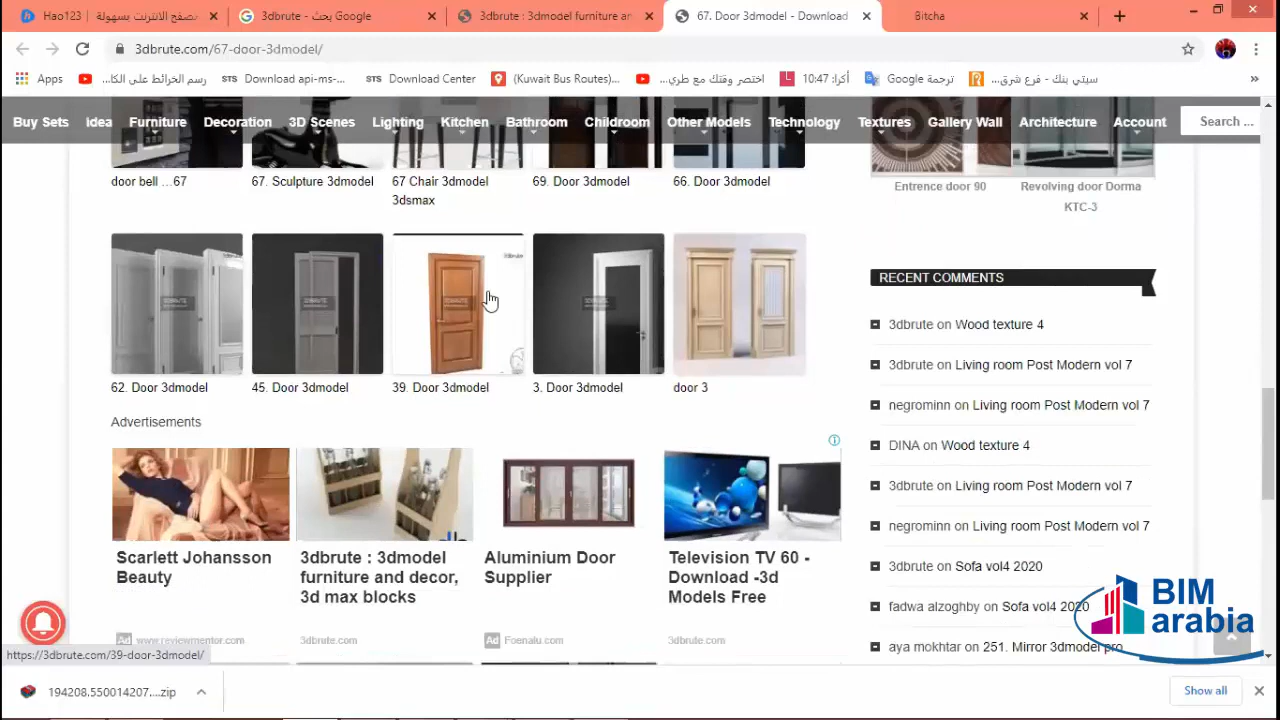 Hao123
تصفح الانترنت بسهولة
3dbrute - بحث Google
3dbrute : 3dmodel furniture an
67. Door 3dmodel - Download
Bitcha
3dbrute.com/67-door-3dmodel/
Apps
رسم الخرائط على الكا...
STS Download api-ms-...
STS Download Center
(Kuwait Bus Routes)...
اختصر وقتك مع طري...
أكرا: 10:47
ترجمة Google
سيتي بنك - فرع شرق...
»
Buy Sets Idea Furniture Decoration 3D Scenes Lighting Kitchen Bathroom Childroom Other Models Technology Textures Gallery Wall Architecture Account Search ...
door bell ...67
67. Sculpture 3dmodel
67 Chair 3dmodel
3dsmax
69. Door 3dmodel
66. Door 3dmodel
Entrence door 90
Revolving door Dorma
KTC-3
3dbrute
62. Door 3dmodel
45. Door 3dmodel
39. Door 3dmodel
3. Door 3dmodel
door 3
RECENT COMMENTS
3dbrute on Wood texture 4
3dbrute on Living room Post Modern vol 7
negrominn on Living room Post Modern vol 7
DINA on Wood texture 4
3dbrute on Living room Post Modern vol 7
negrominn on Living room Post Modern vol 7
3dbrute on Sofa vol4 2020
fadwa alzoghby on Sofa vol4 2020
aya mokhtar on 251. Mirror 3dmodel pro
Advertisements
Scarlett Johansson
Beauty
Ad www.reviewmentor.com
3dbrute : 3dmodel
furniture and decor,
3d max blocks
3dbrute.com
Aluminium Door
Supplier
Ad Foenalu.com
Television TV 60 -
Download -3d
Models Free
3dbrute.com
BIM
arabia
https://3dbrute.com/39-door-3dmodel/
194208.550014207....zip
Show all